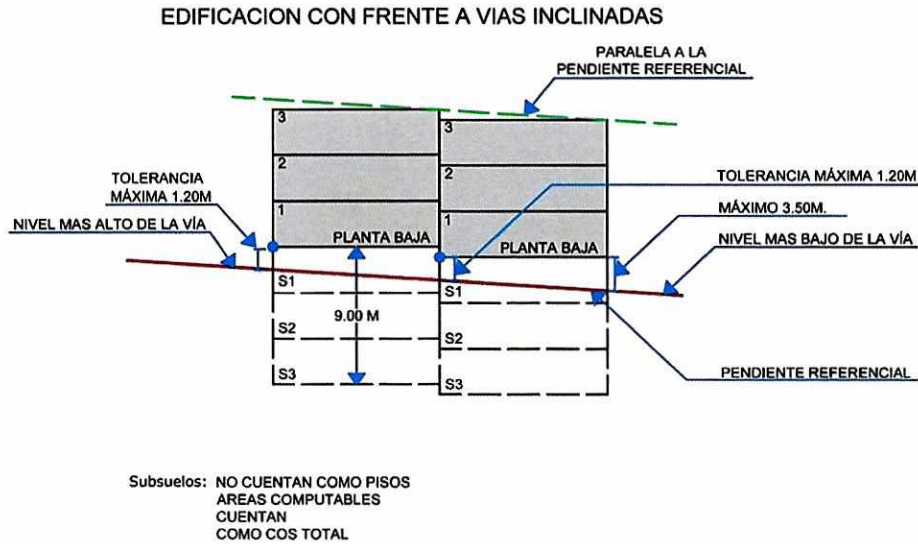 EDIFICACION CON FRENTE A VIAS INCLINADAS
PARALELA A LA
PENDIENTE REFERENCIAL
3
3
2
2
TOLERANCIA
MÁXIMA 1.20M
TOLERANCIA MÁXIMA 1.20M
1
1
MÁXIMO 3.50M.
NIVEL MAS ALTO DE LA VÍA
PLANTA BAJA
PLANTA BAJA
NIVEL MAS BAJO DE LA VÍA
S1
S1
9.00 M
S2
S2
S3
S3
PENDIENTE REFERENCIAL
Subsuelos: NO CUENTAN COMO PISOS
AREAS COMPUTABLES
CUENTAN
COMO COS TOTAL